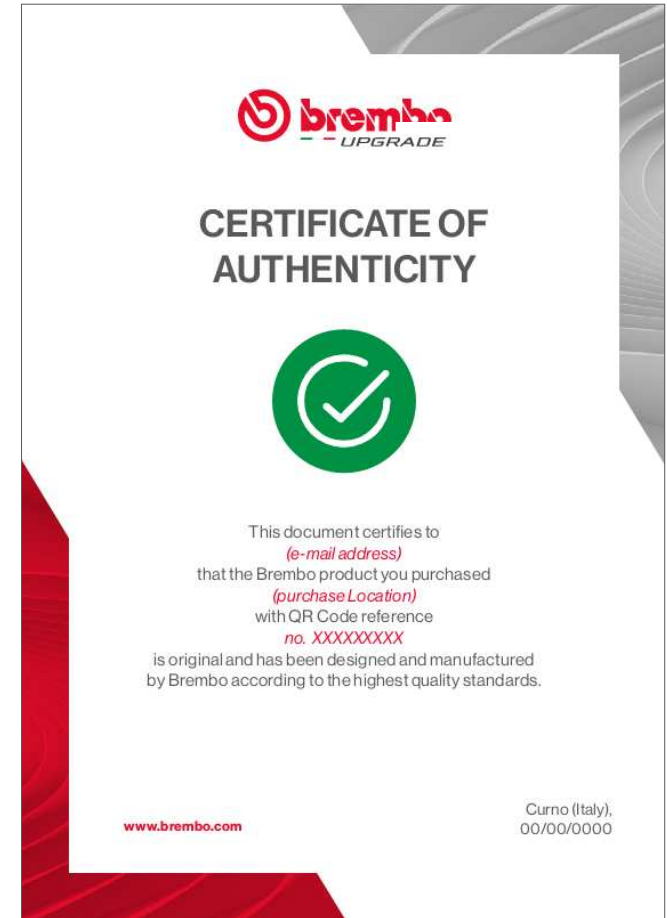 brembo
UPGRADE
CERTIFICATE OF
AUTHENTICITY
This document certifies to
(e-mail address)
that the Brembo product you purchased
(purchase Location)
with QR Code reference
no. XXXXXXXXX
is original and has been designed and manufactured
by Brembo according to the highest quality standards.
www.brembo.com
Curno (Italy),
00/00/0000